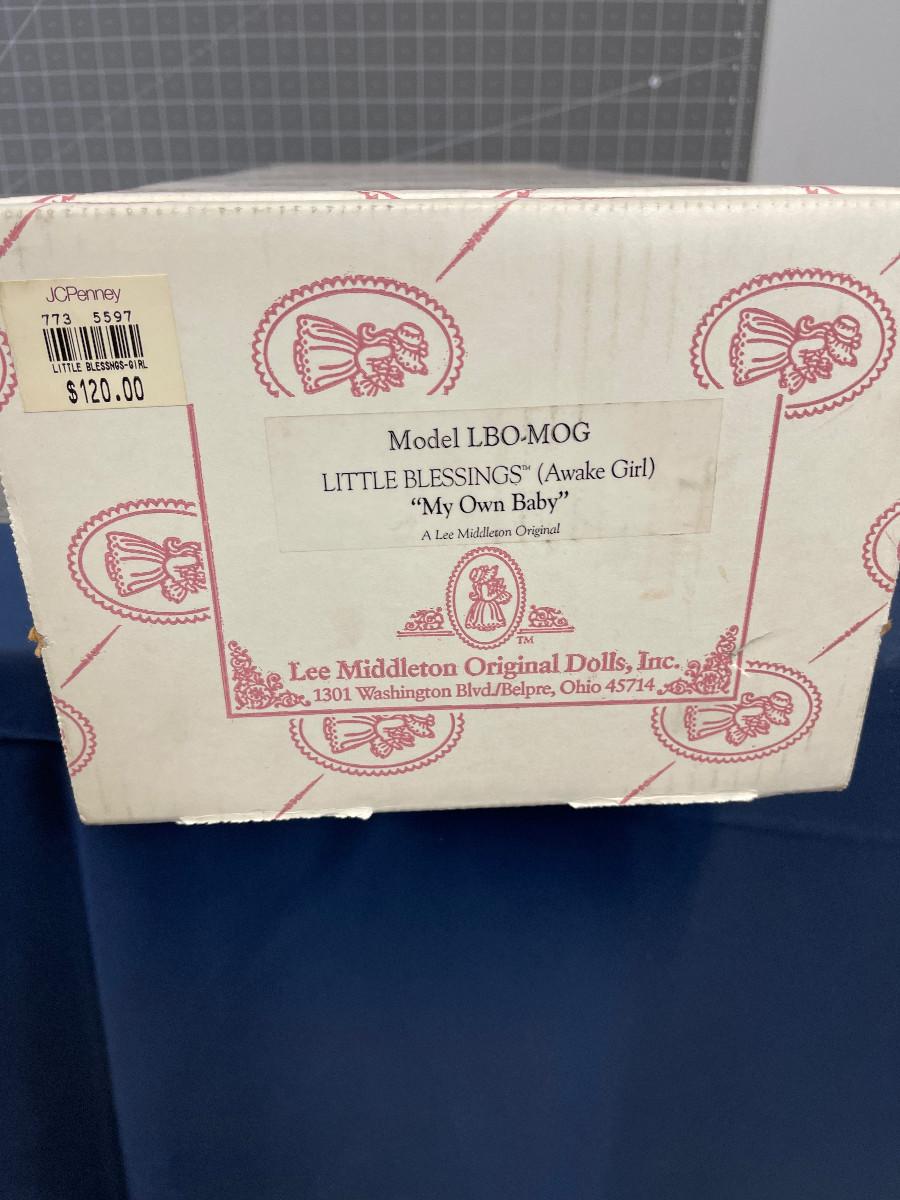 JCPenney
773 5597
LITTLE BLESSNGS-GIRL
$120.00
Model LBO-MOG
LITTLE BLESSINGS™ (Awake Girl)
“My Own Baby”
A Lee Middleton Original
TM
Lee Middleton Original Dolls, Inc.
1301 Washington Blvd./Belpre, Ohio 45714